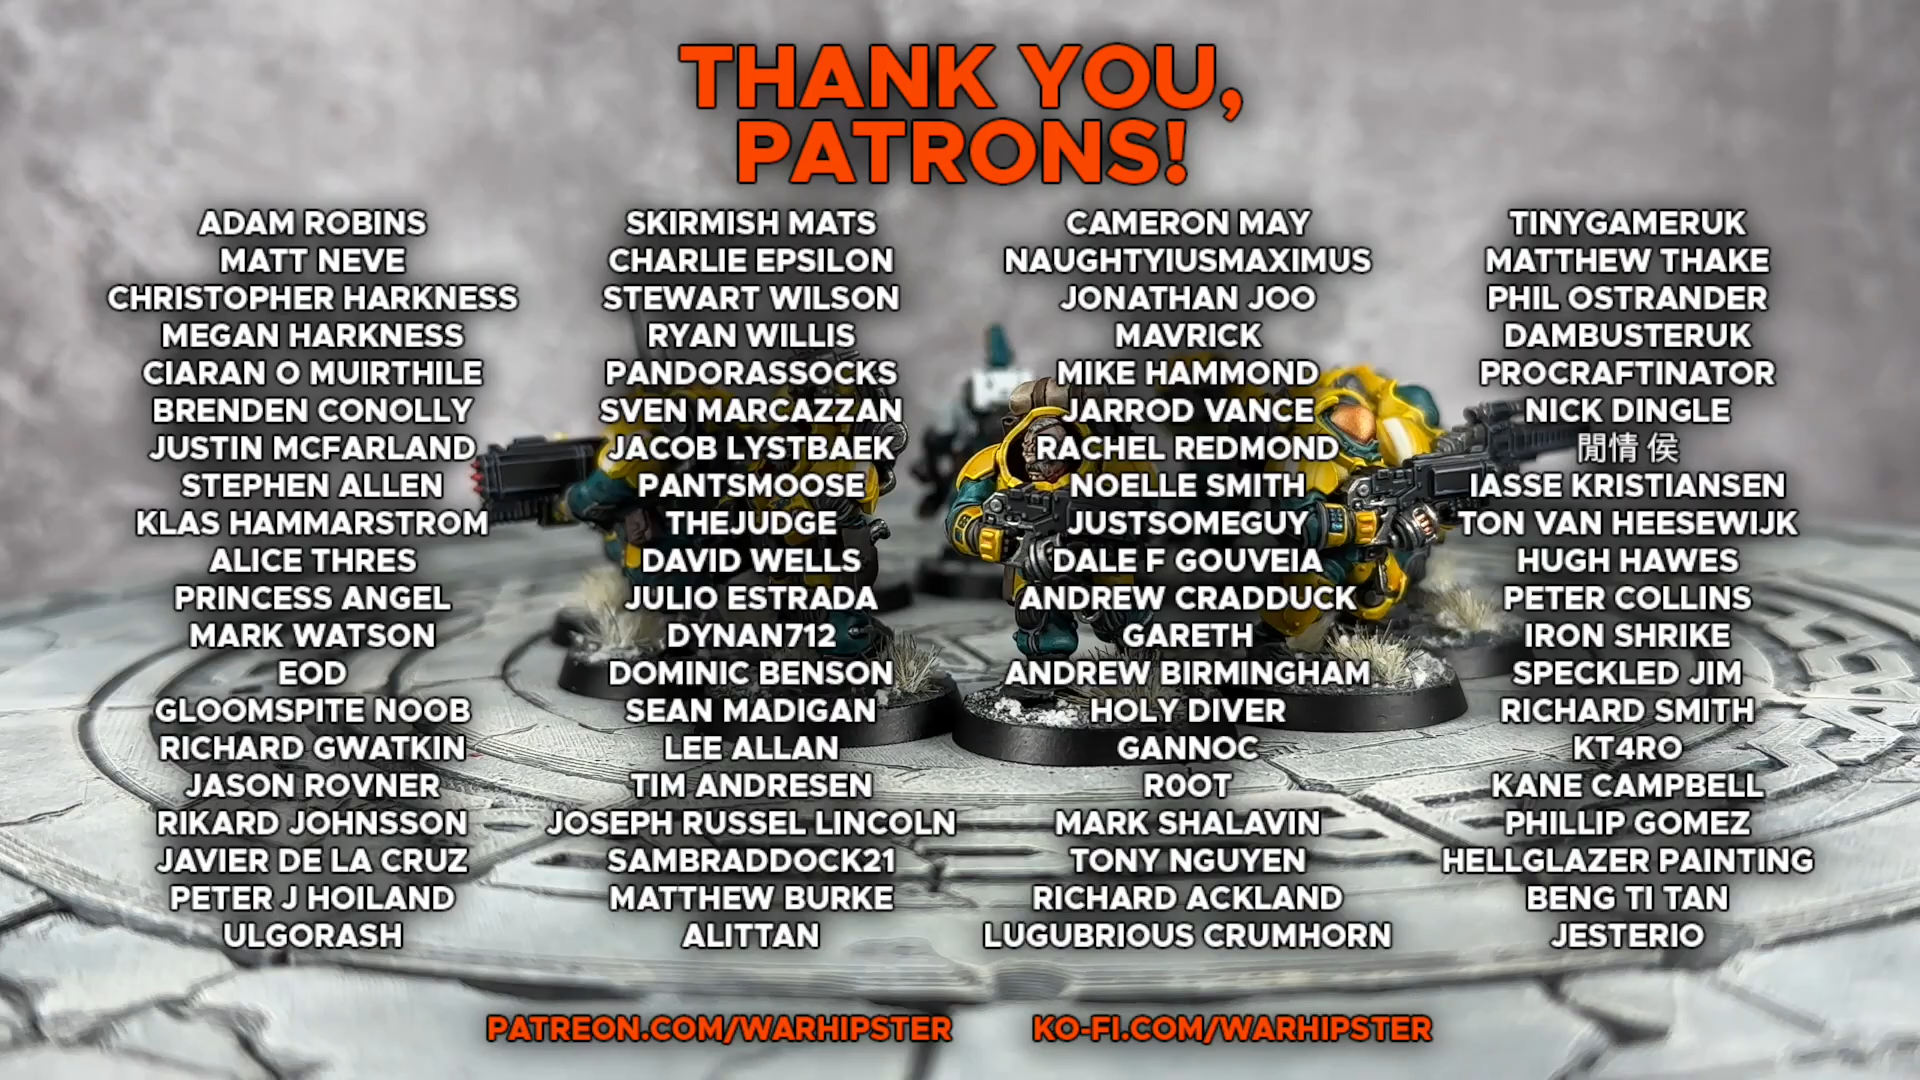 THANK YOU,
PATRONS!
ADAM ROBINS
MATT NEVE
CHRISTOPHER HARKNESS
MEGAN HARKNESS
CIARAN O MUIRTHILE
BRENDEN CONOLLY
JUSTIN MCFARLAND
STEPHEN ALLEN
KLAS HAMMARSTROM
ALICE THRES
PRINCESS ANGEL
MARK WATSON
EOD
GLOOMSPITE NOOB
RICHARD GWATKIN
JASON ROVNER
RIKARD JOHNSSON
JAVIER DE LA CRUZ
PETER J HOILAND
ULGORASH
SKIRMISH MATS
CHARLIE EPSILON
STEWART WILSON
RYAN WILLIS
PANDORASSOCKS
SVEN MARCAZZAN
JACOB LYSTBAEK
PANTSMOOSE
THEJUDGE
DAVID WELLS
JULIO ESTRADA
DYNAN712
DOMINIC BENSON
SEAN MADIGAN
LEE ALLAN
TIM ANDRESEN
JOSEPH RUSSEL LINCOLN
SAMBRADDOCK21
MATTHEW BURKE
ALITTAN
CAMERON MAY
NAUGHTYIUSMAXIMUS
JONATHAN JOO
MAVRICK
MIKE HAMMOND
JARROD VANCE
RACHEL REDMOND
NOELLE SMITH
JUSTSOMEGUY
DALE F GOUVEIA
ANDREW CRADDUCK
GARETH
ANDREW BIRMINGHAM
HOLY DIVER
GANNOC
R0OT
MARK SHALAVIN
TONY NGUYEN
RICHARD ACKLAND
LUGUBRIOUS CRUMHORN
TINYGAMERUK
MATTHEW THAKE
PHIL OSTRANDER
DAMBUSTERUK
PROCRAFTINATOR
NICK DINGLE
閒情 侯
IASSE KRISTIANSEN
TON VAN HEESEWIJK
HUGH HAWES
PETER COLLINS
IRON SHRIKE
SPECKLED JIM
RICHARD SMITH
KT4RO
KANE CAMPBELL
PHILLIP GOMEZ
HELLGLAZER PAINTING
BENG TI TAN
JESTERIO
PATREON.COM/WARHIPSTER
KO-FI.COM/WARHIPSTER